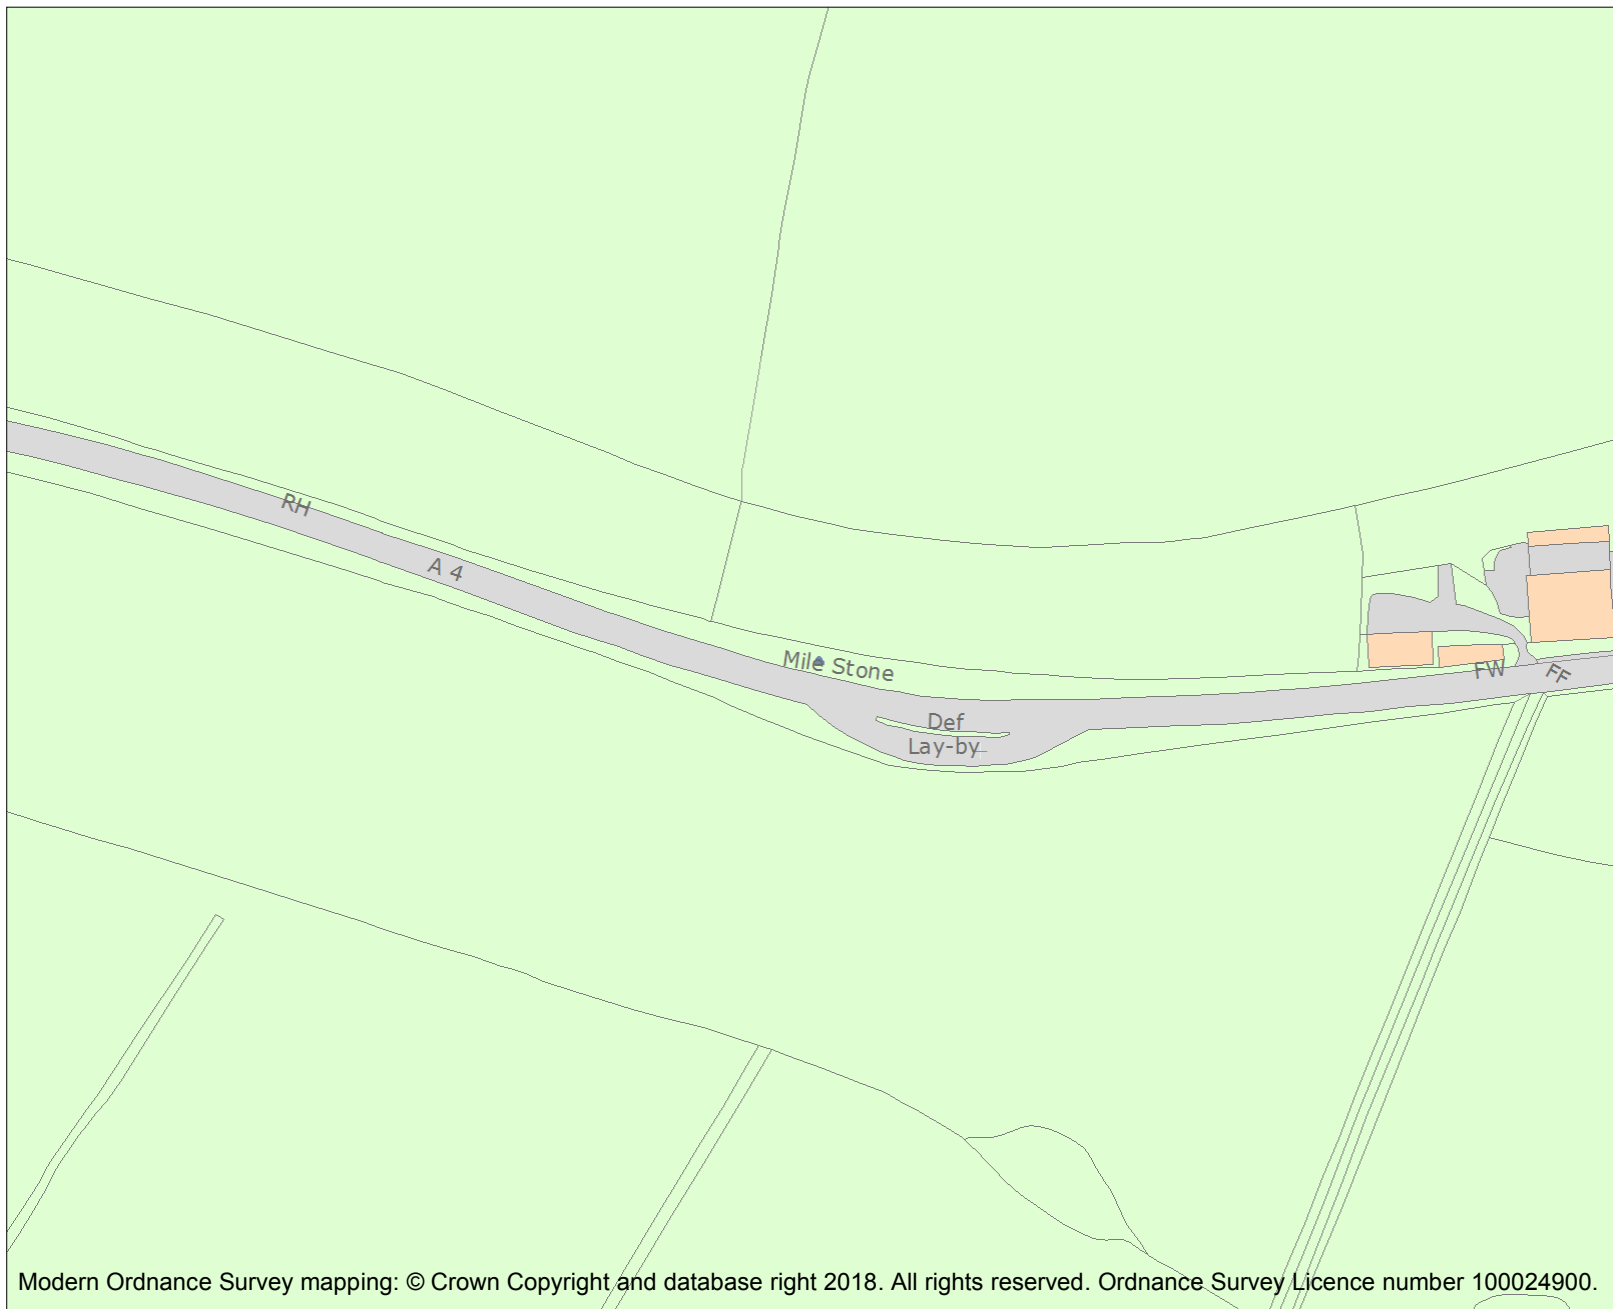 RH
A 4
Mile Stone
FW
FF
Def
Lay-by
Modern Ordnance Survey mapping: © Crown Copyright and database right 2018. All rights reserved. Ordnance Survey Licence number 100024900.